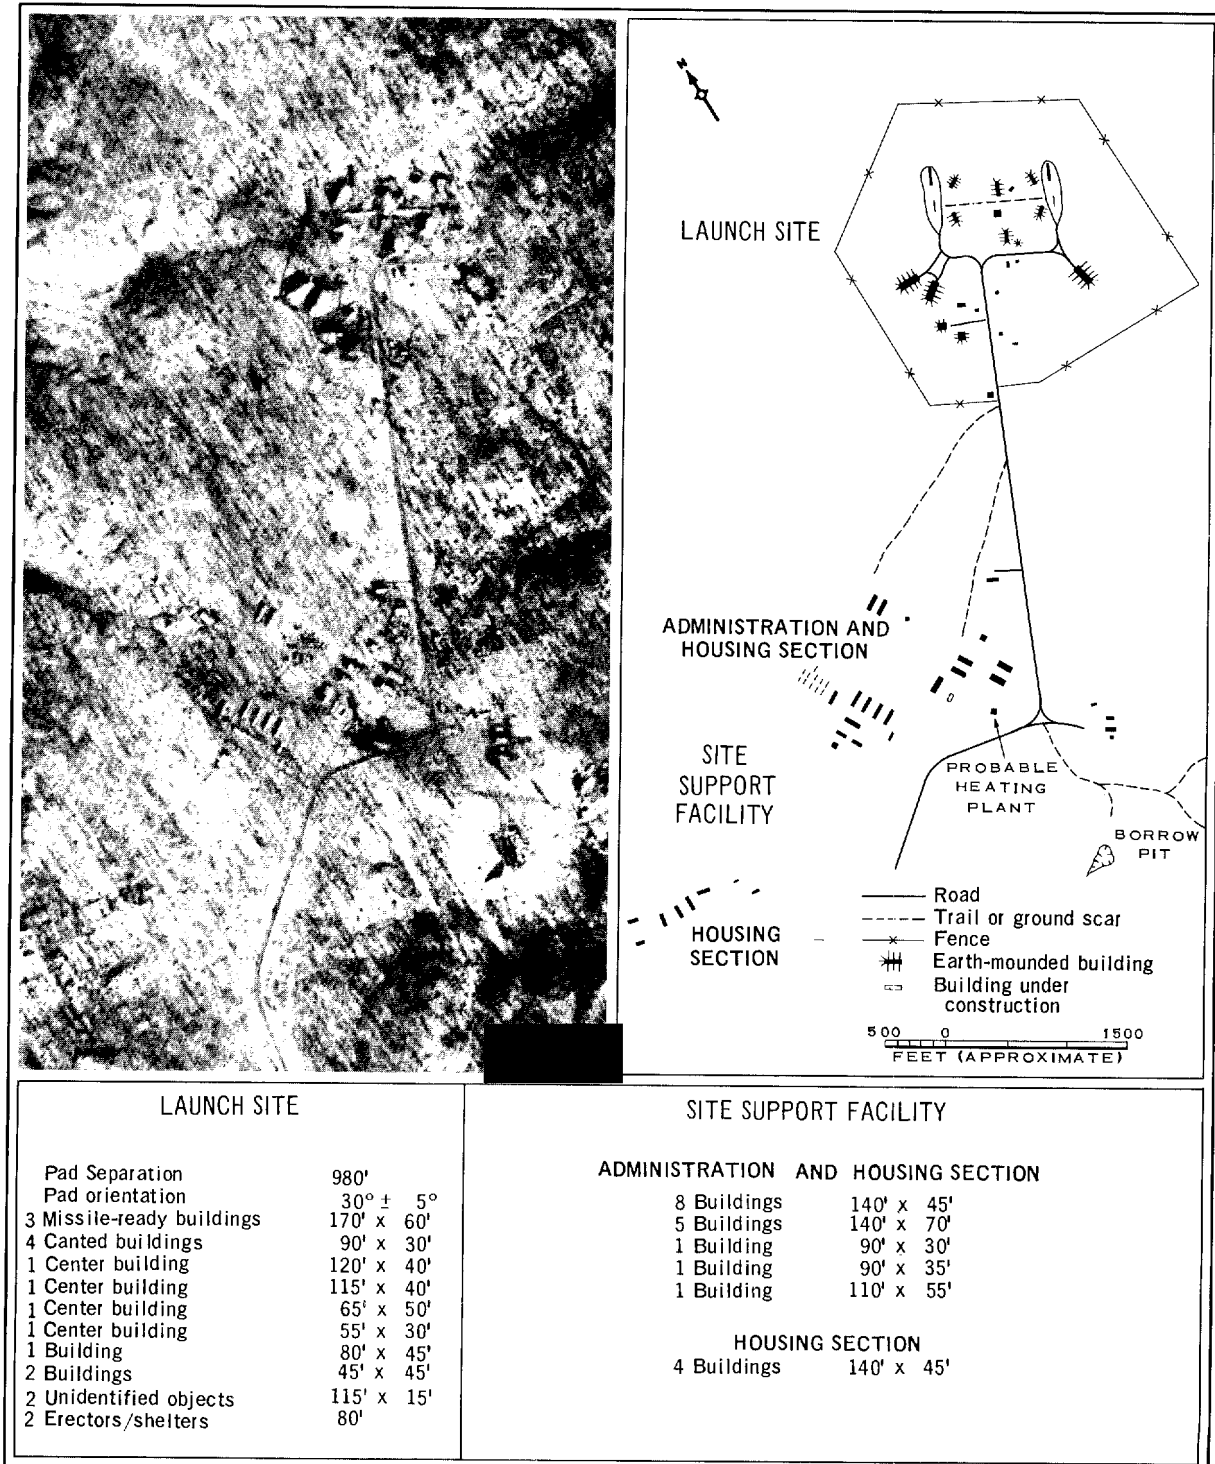 N
LAUNCH SITE
ADMINISTRATION AND
HOUSING SECTION
SITE
SUPPORT
FACILITY
PROBABLE
HEATING
PLANT
BORROW
PIT
HOUSING
SECTION
Road
Trail or ground scar
Fence
Earth-mounded building
Building under
construction
500 0 1500
FEET (APPROXIMATE)
LAUNCH SITE
Pad Separation 980'
Pad orientation 30° ± 5°
3 Missile-ready buildings 170' x 60'
4 Canted buildings 90' x 30'
1 Center building 120' x 40'
1 Center building 115' x 40'
1 Center building 65' x 50'
1 Center building 55' x 30'
1 Building 80' x 45'
2 Buildings 45' x 45'
2 Unidentified objects 115' x 15'
2 Erectors/shelters 80'
SITE SUPPORT FACILITY
ADMINISTRATION AND HOUSING SECTION
8 Buildings 140' x 45'
5 Buildings 140' x 70'
1 Building 90' x 30'
1 Building 90' x 35'
1 Building 110' x 55'
HOUSING SECTION
4 Buildings 140' x 45'